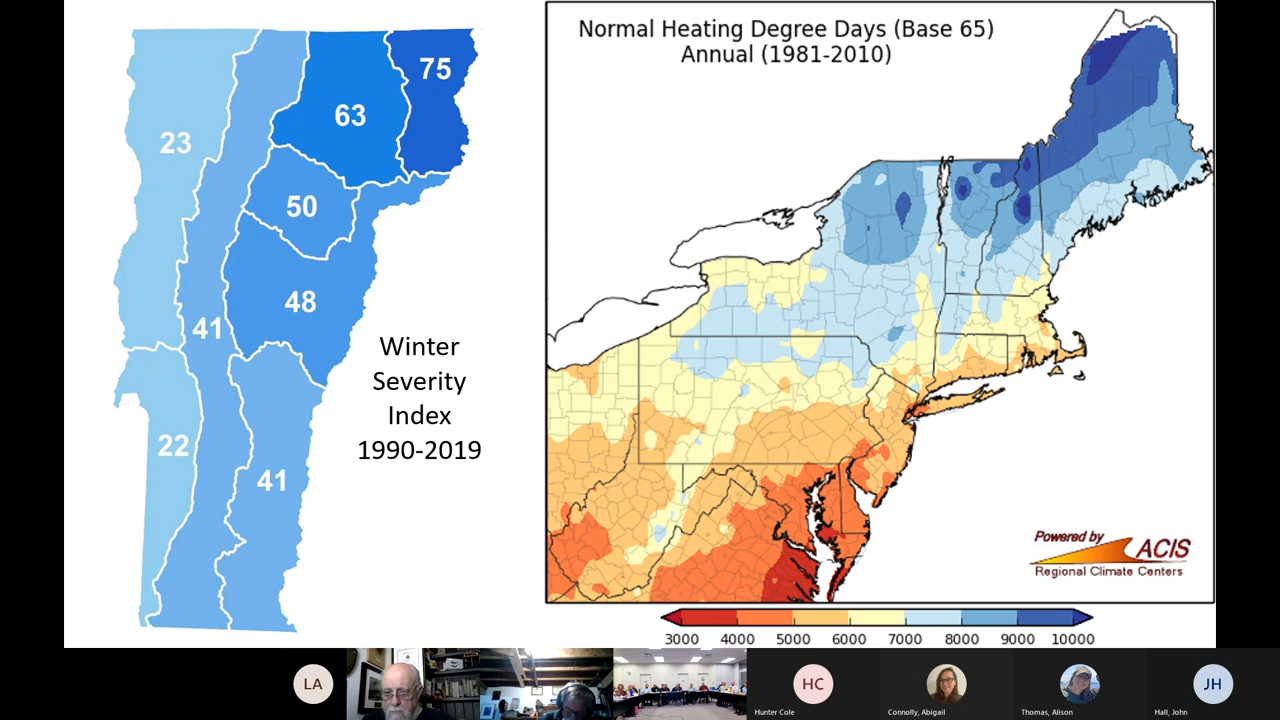 75
63
23
50
48
41
22
41
Winter
Severity
Index
1990-2019
Normal Heating Degree Days (Base 65)
Annual (1981-2010)
Powered by
ACIS
Regional Climate Centers
3000 4000 5000 6000 7000 8000 9000 10000
LA
HC
JH
Hunter Cole
Connolly, Abigail
Thomas, Alison
Hall, John